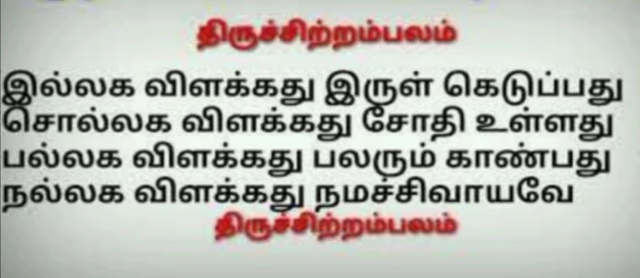 திருச்சிற்றம்பலம்
இல்லக விளக்கது இருள் கெடுப்பது
சொல்லக விளக்கது சோதி உள்ளது
பல்லக விளக்கது பலரும் காண்பது
நல்லக விளக்கது நமச்சிவாயவே
திருச்சிற்றம்பலம்